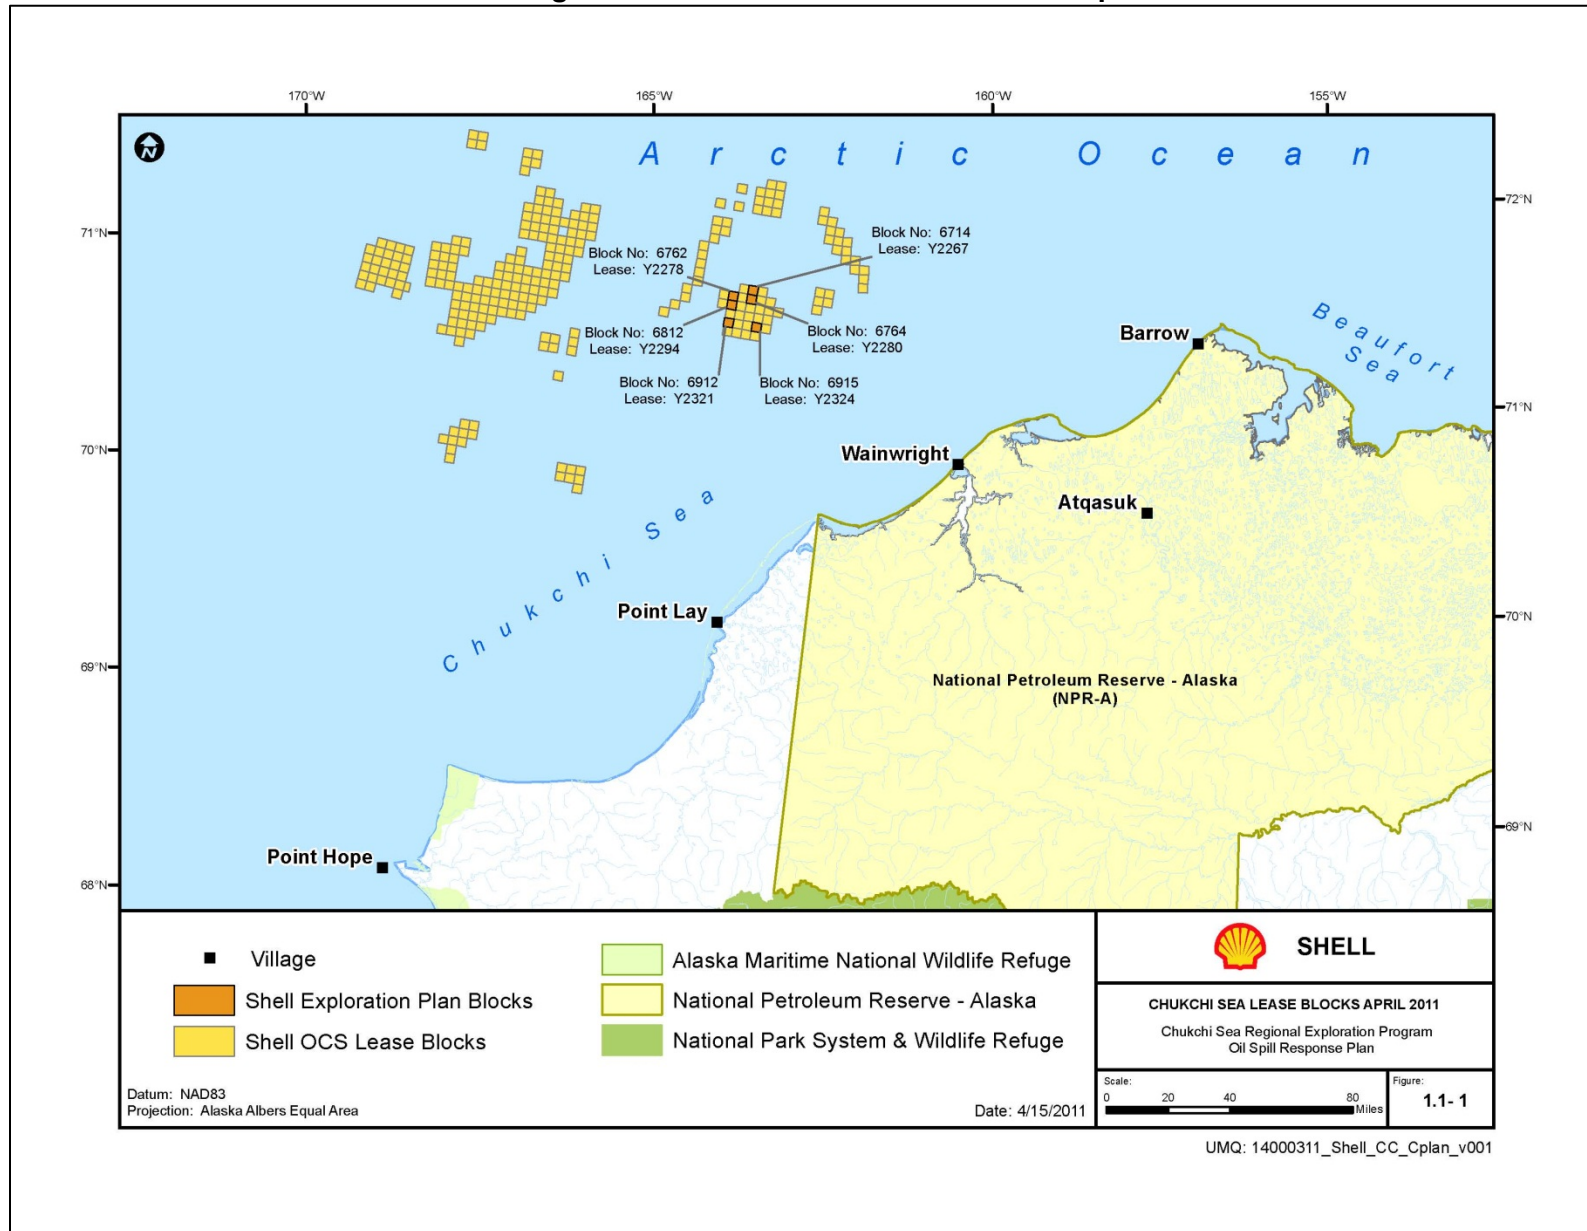 170°W 165°W 160°W 155°W
N
Arctic Ocean
72°N
71°N
Block No: 6762
Lease: Y2278
Block No: 6714
Lease: Y2267
Block No: 6812
Lease: Y2294
Block No: 6764
Lease: Y2280
Block No: 6912
Lease: Y2321
Block No: 6915
Lease: Y2324
Beaufort
Sea
Barrow
71°N
70°N
Wainwright
Atqasuk
Chukchi Sea
Point Lay
70°N
69°N
National Petroleum Reserve - Alaska
(NPR-A)
69°N
Point Hope
68°N
Village
Shell Exploration Plan Blocks
Shell OCS Lease Blocks
Alaska Maritime National Wildlife Refuge
National Petroleum Reserve - Alaska
National Park System & Wildlife Refuge
Datum: NAD83
Projection: Alaska Albers Equal Area
Date: 4/15/2011
SHELL
CHUKCHI SEA LEASE BLOCKS APRIL 2011
Chukchi Sea Regional Exploration Program
Oil Spill Response Plan
Scale:
0 20 40 80
Miles
Figure:
1.1- 1
UMQ: 14000311_Shell_CC_Cplan_v001